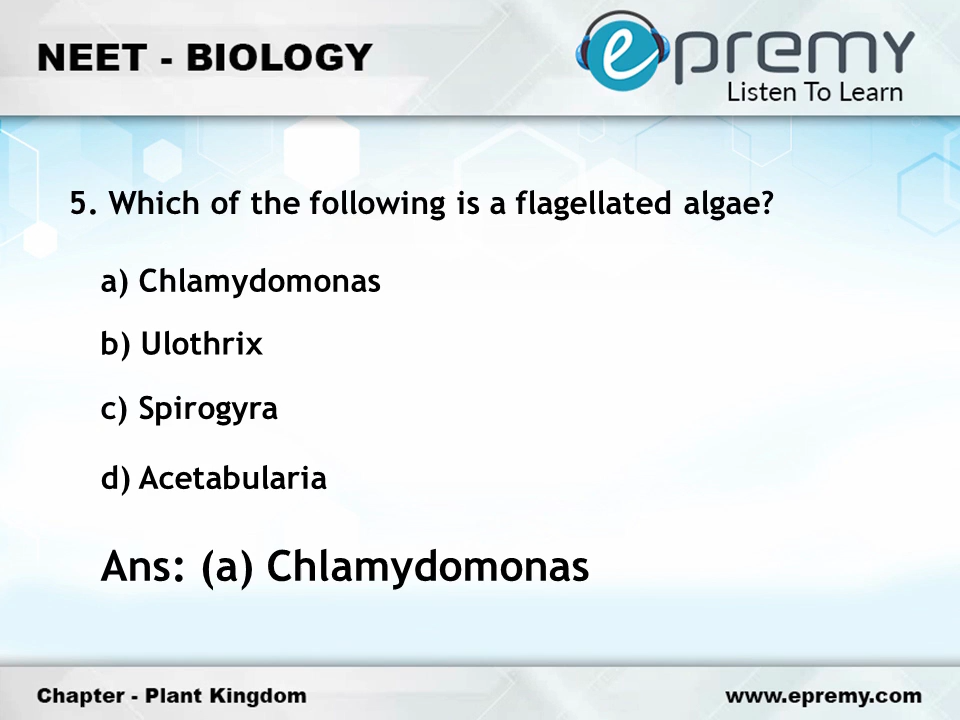 NEET - BIOLOGY
epremy
Listen To Learn
5. Which of the following is a flagellated algae?
a) Chlamydomonas
b) Ulothrix
c) Spirogyra
d) Acetabularia
Ans: (a) Chlamydomonas
Chapter - Plant Kingdom
www.epremy.com